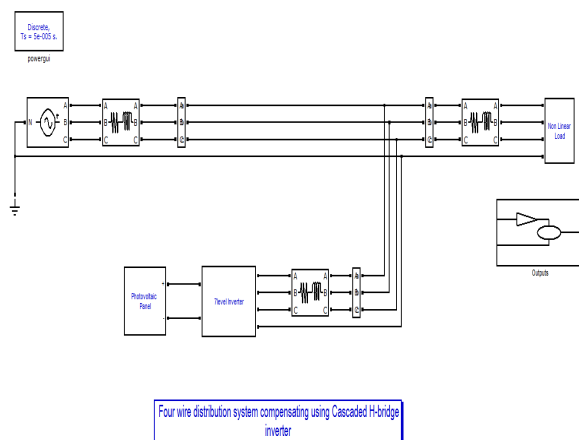 Discrete,
Ts = 5e-005 s.
powergui
N
A
B
C
A
B
C
A
B
C
A
B
C
A
B
C
Non Linear
Load
Outputs
Photovoltaic
Panel
+
-
7level Inverter
A
B
C
A
B
C
Four wire distribution system compensating using Cascaded H-bridge
inverter